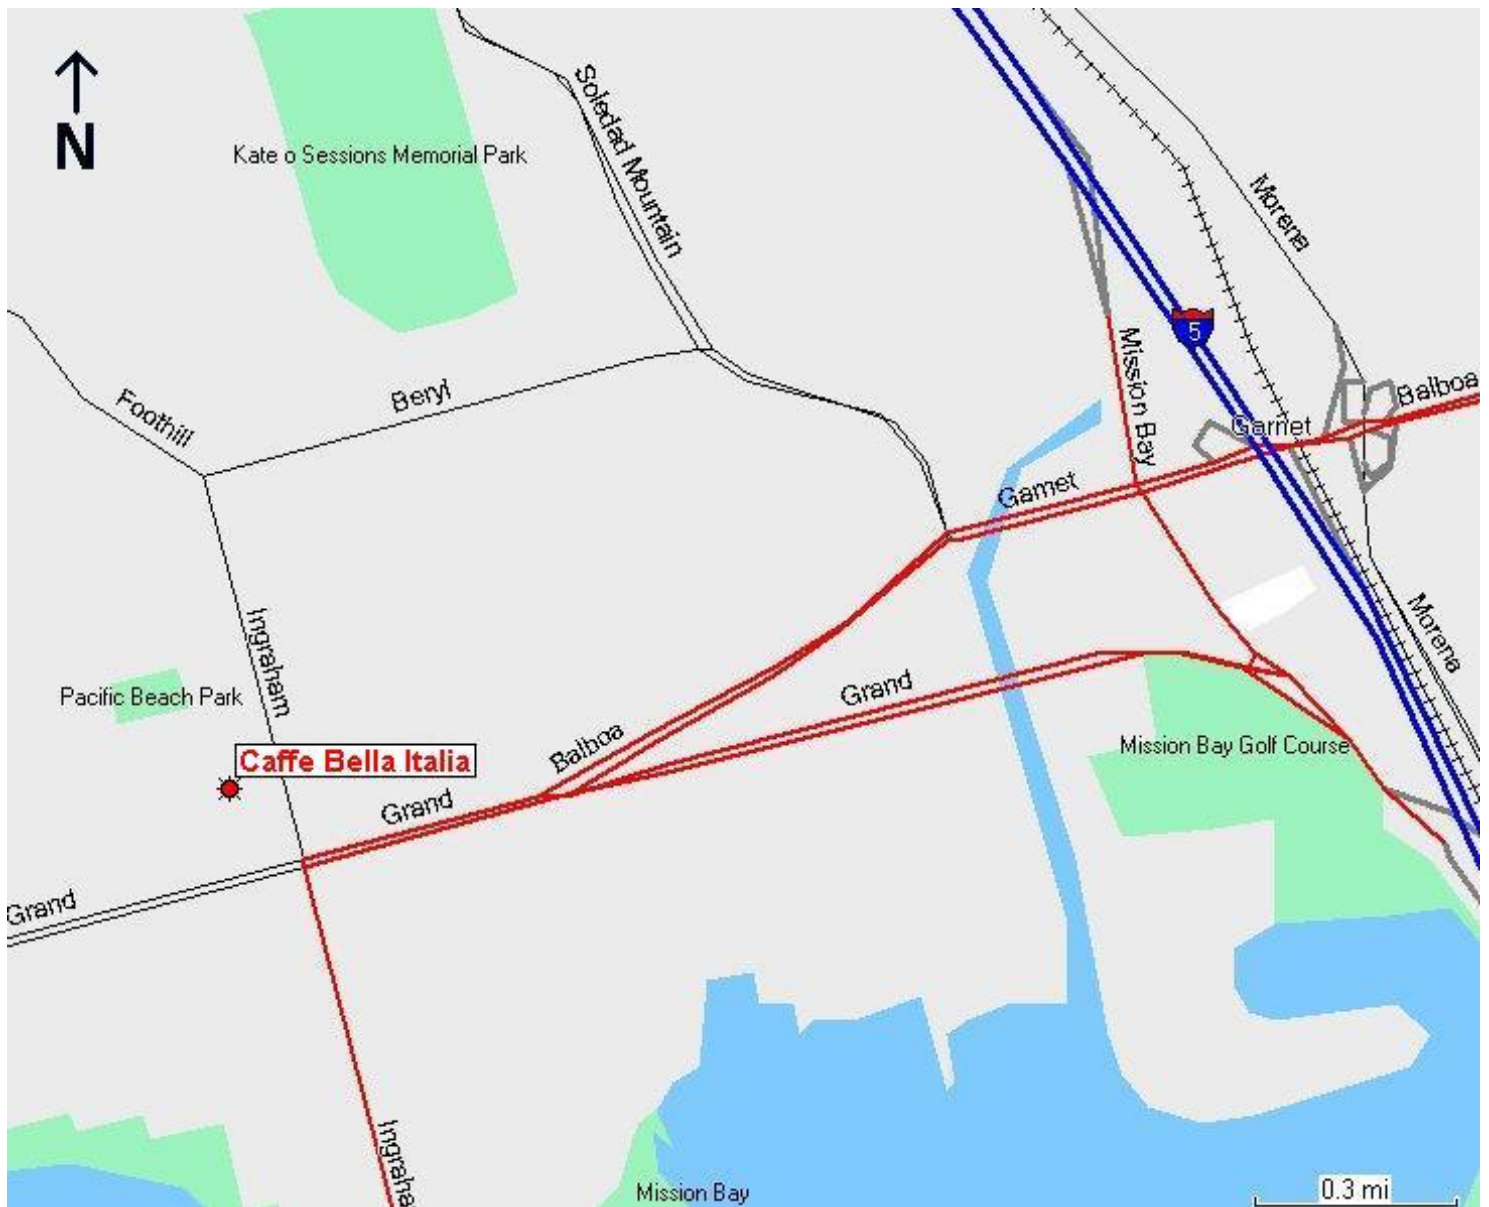 N
Kate o Sessions Memorial Park
Soledad Mountain
Morena
5
Mission Bay
Balboa
Garnet
Beryl
Foothill
Garnet
Ingraham
Morena
Pacific Beach Park
Grand
Balboa
Mission Bay Golf Course
Caffe Bella Italia
Grand
Grand
Ingraha
Mission Bay
0.3 mi